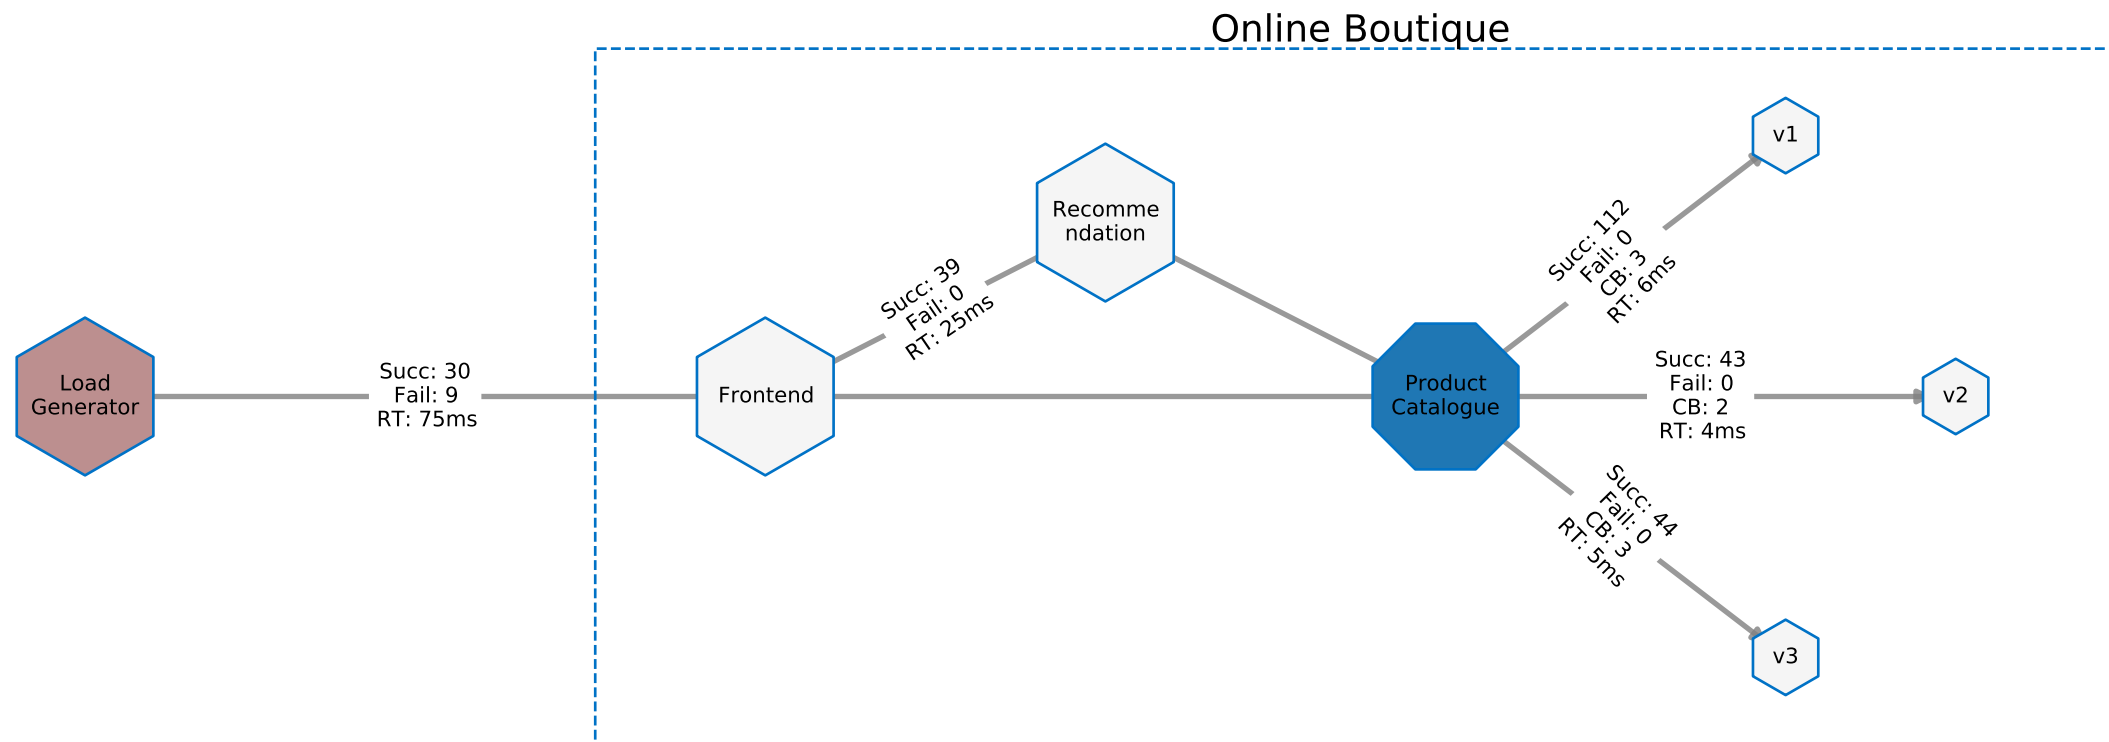 Online Boutique
Load
Generator
Succ: 30
Fail: 9
RT: 75ms
Frontend
Succ: 39
Fail: 0
RT: 25ms
Recomme
ndation
Product
Catalogue
Succ: 112
Fail: 0
CB: 3
RT: 6ms
v1
Succ: 43
Fail: 0
CB: 2
RT: 4ms
v2
Succ: 44
Fail: 0
CB: 3
RT: 5ms
v3